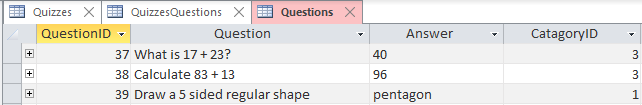 Quizzes QuizzesQuestions Questions
QuestionID Question Answer CatagoryID
37 What is 17 + 23? 40 3
38 Calculate 83 + 13 96 3
39 Draw a 5 sided regular shape pentagon 1